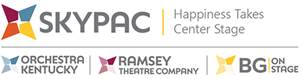 SKYPAC
Happiness Takes
Center Stage
ORCHESTRA
KENTUCKY
RAMSEY
THEATRE COMPANY
BG ON
STAGE